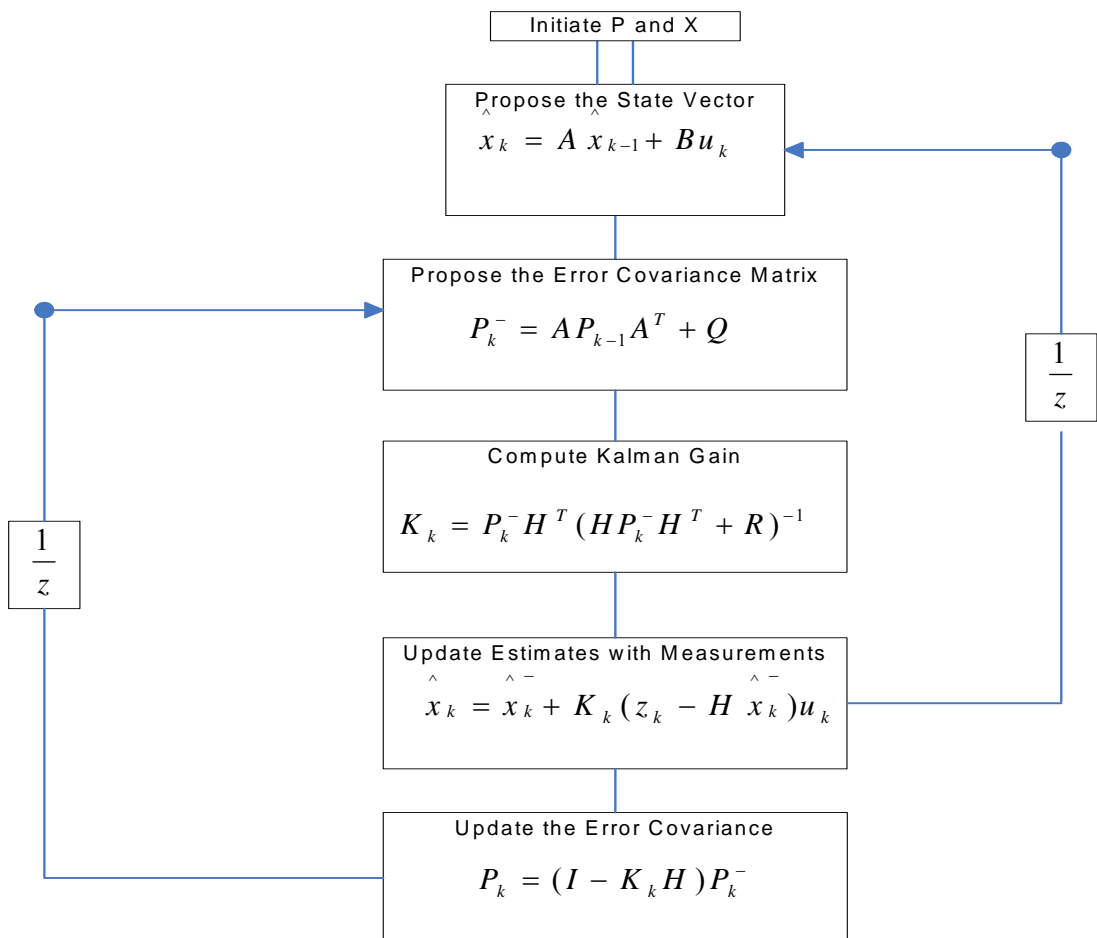 Initiate P and X
Propose the State Vector
x̂ₖ = A x̂ₖ₋₁ + Buₖ
Propose the Error Covariance Matrix
Pₖ⁻ = APₖ₋₁Aᵀ + Q
1/z
Compute Kalman Gain
Kₖ = Pₖ⁻Hᵀ(HPₖ⁻Hᵀ + R)⁻¹
1/z
Update Estimates with Measurements
x̂ₖ = x̂ₖ⁻ + Kₖ(zₖ − H x̂ₖ⁻)uₖ
Update the Error Covariance
Pₖ = (I − KₖH)Pₖ⁻